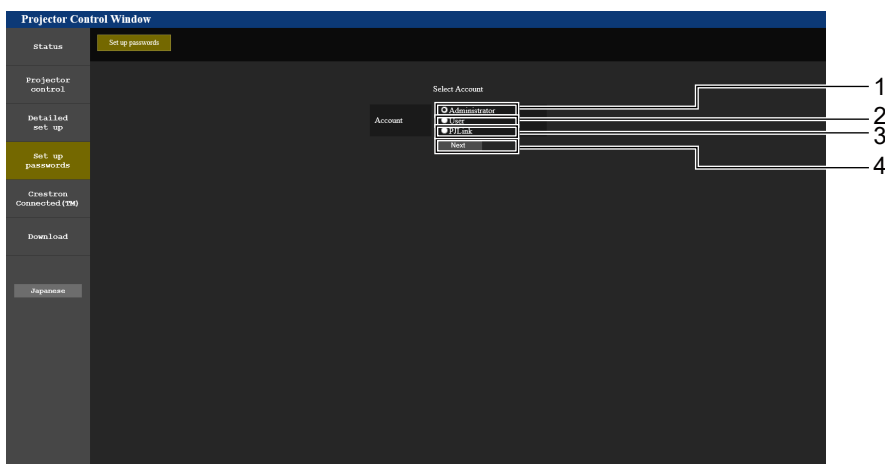 Projector Control Window
Status
Set up passwords
Projector
control
Select Account
1
Administrator
Account
User
2
PJLink
3
Next
4
Detailed
set up
Set up
passwords
Crestron
Connected(TM)
Download
Japanese